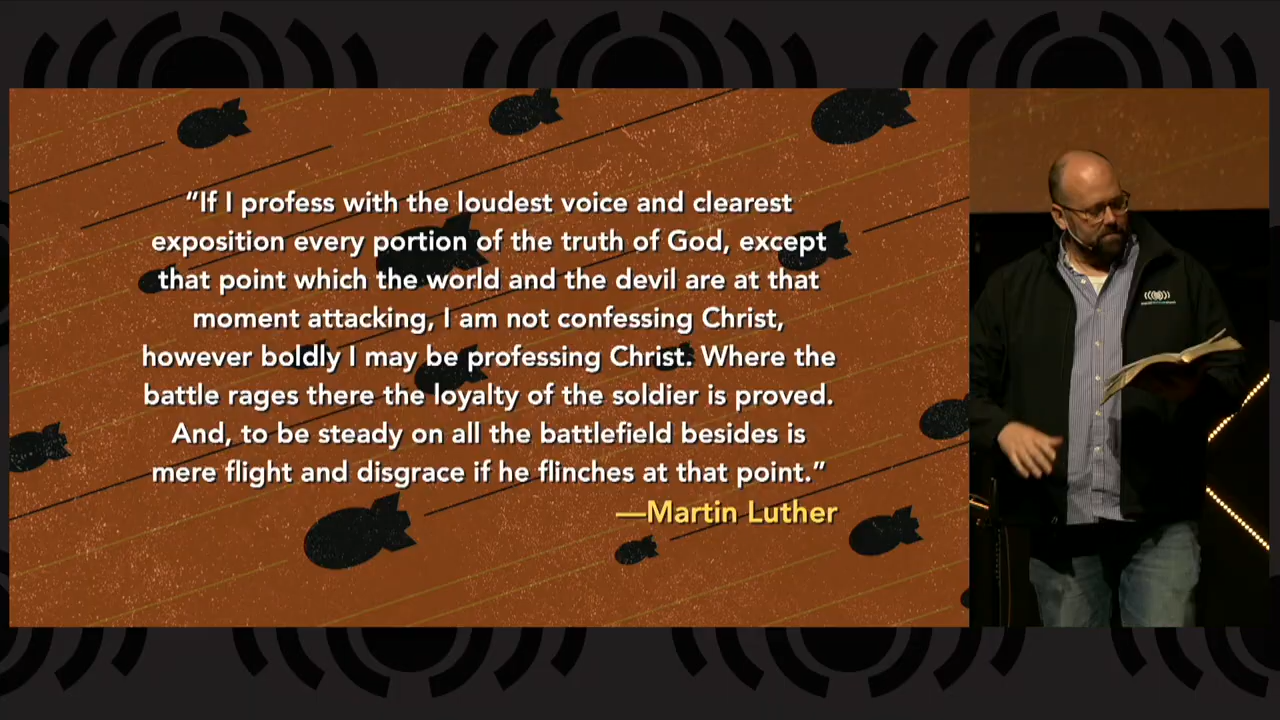 “If I profess with the loudest voice and clearest
exposition every portion of the truth of God, except
that point which the world and the devil are at that
moment attacking, I am not confessing Christ,
however boldly I may be professing Christ. Where the
battle rages there the loyalty of the soldier is proved.
And, to be steady on all the battlefield besides is
mere flight and disgrace if he flinches at that point.”
—Martin Luther